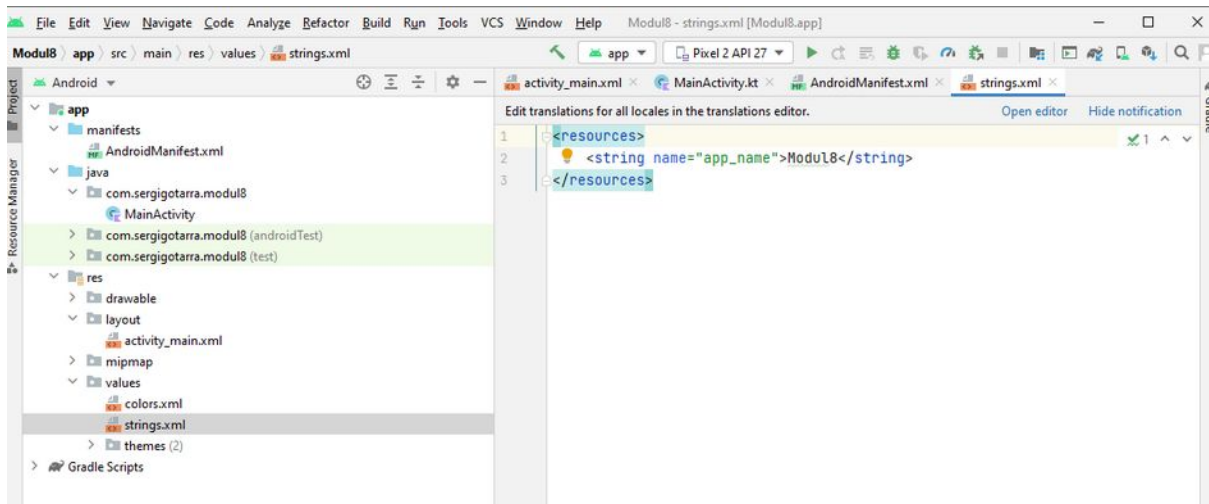 File Edit View Navigate Code Analyze Refactor Build Run Tools VCS Window Help Modul8 - strings.xml [Modul8.app]
Modul8 app src main res values strings.xml app Pixel 2 API 27
Project
Resource Manager
Android
app
manifests
AndroidManifest.xml
java
com.sergigotarra.modul8
MainActivity
com.sergigotarra.modul8 (androidTest)
com.sergigotarra.modul8 (test)
res
drawable
layout
activity_main.xml
mipmap
values
colors.xml
strings.xml
themes (2)
Gradle Scripts
activity_main.xml MainActivity.kt AndroidManifest.xml strings.xml
Edit translations for all locales in the translations editor. Open editor Hide notification
1 <resources> 1
2 <string name="app_name">Modul8</string>
3 </resources>